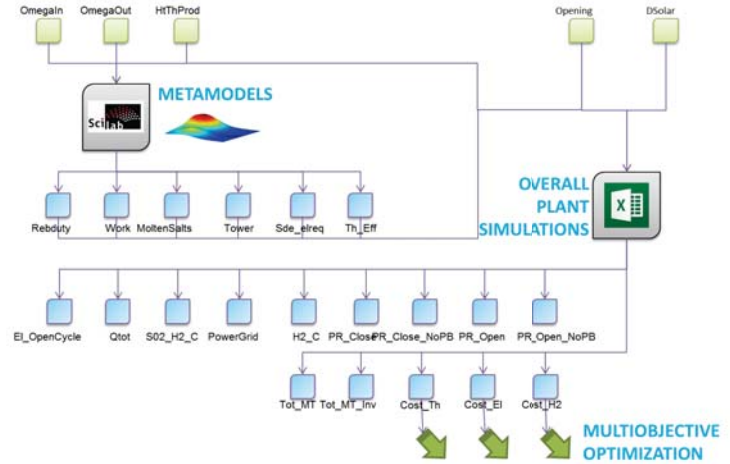 OmegaIn OmegaOut HtThProd Opening DSolar
METAMODELS
Scilab
Rebduty Work MoltenSalts Tower Sde_elreq Th_Eff
OVERALL
PLANT
SIMULATIONS
X
El_OpenCycle Qtot S02_H2_C PowerGrid H2_C PR_Close PR_Close_NoPB PR_Open PR_Open_NoPB
Tot_MT Tot_MT_Inv Cost_Th Cost_El Cost_H2
MULTIOBJECTIVE
OPTIMIZATION